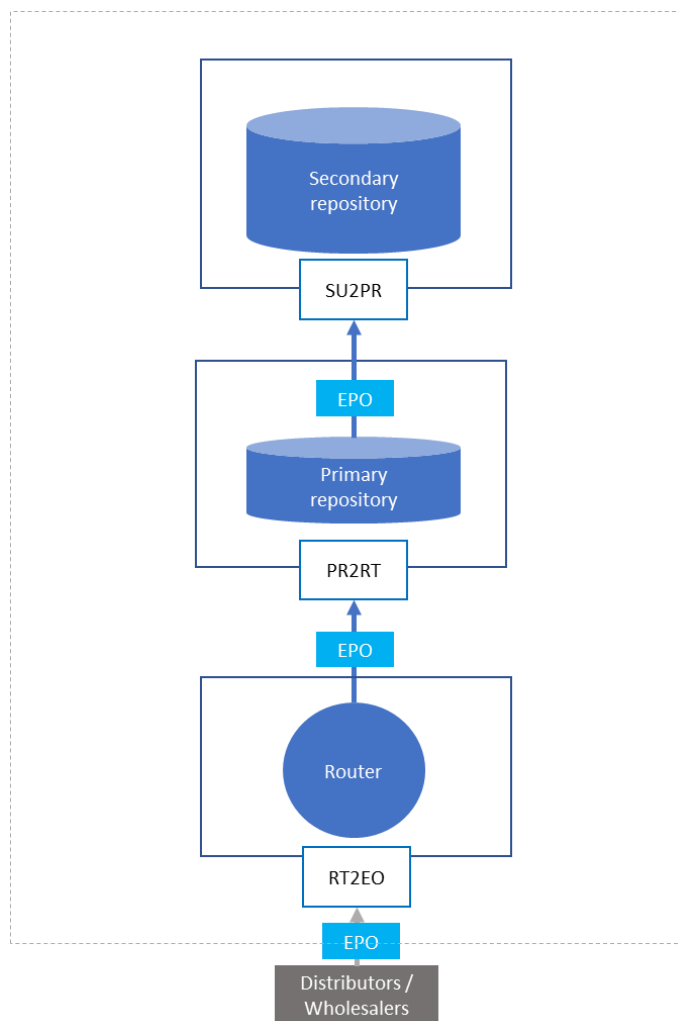 Secondary
repository
SU2PR
EPO
Primary
repository
PR2RT
EPO
Router
RT2EO
EPO
Distributors /
Wholesalers